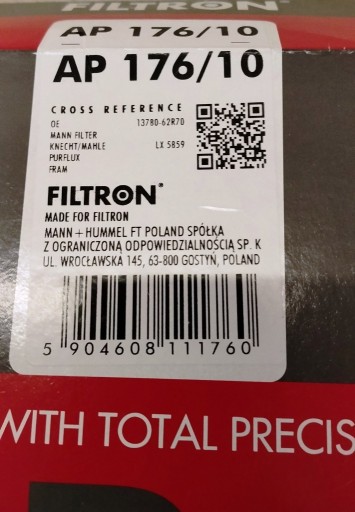 FILTRON®
AP 176/10
AP 176/10
CROSS REFERENCE
OE 13780-62R70
MANN FILTER
KNECHT/MAHLE LX 5859
PURFLUX
FRAM
FILTRON®
MADE FOR FILTRON
MANN+HUMMEL FT POLAND SPÓŁKA
Z OGRANICZONĄ ODPOWIEDZIALNOŚCIĄ SP. K
UL. WROCŁAWSKA 145, 63-800 GOSTYŃ, POLAND
5 904608 111760
WITH TOTAL PRECIS